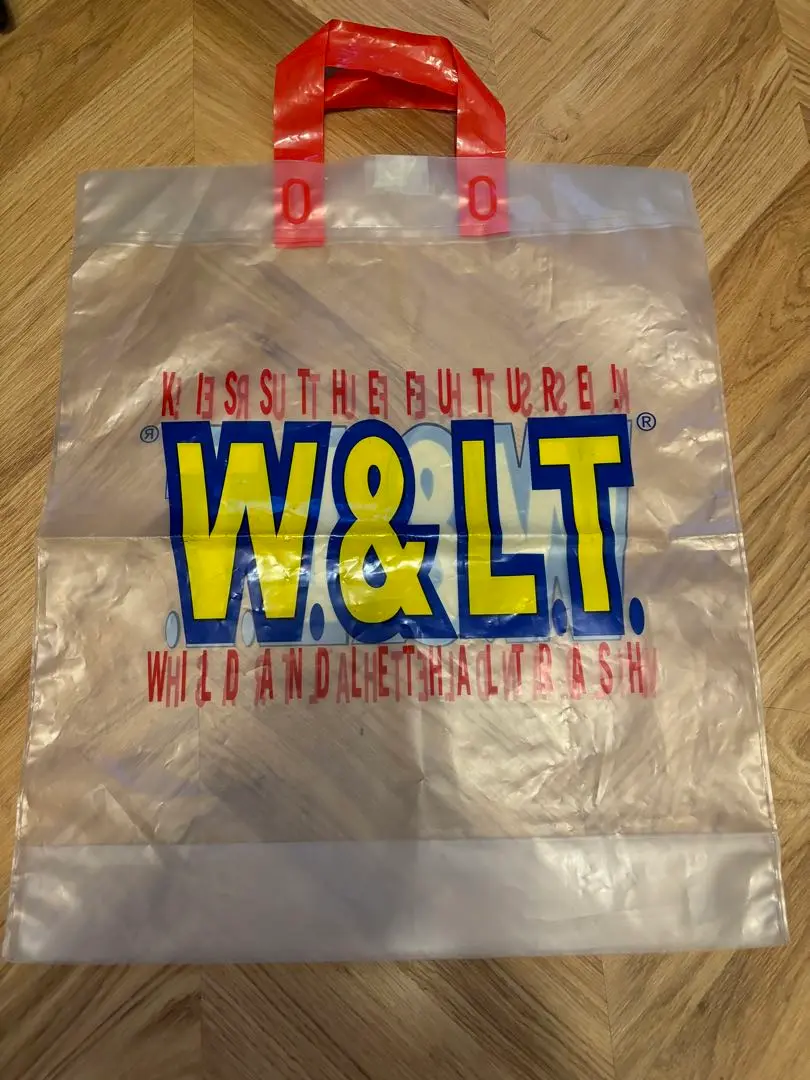 KISS THE FUTURE!
W.&L.T.®
WILD AND LETHAL TRASH